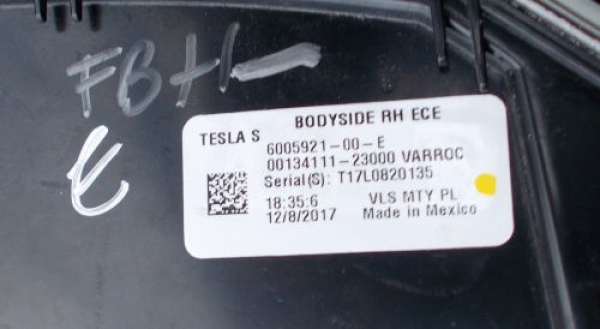 FBH-
E
BODYSIDE RH ECE
TESLA S
6005921-00-E
00134111-23000 VARROC
Serial(S): T17L0820135
18:35:6 VLS MTY PL
12/8/2017 Made in Mexico